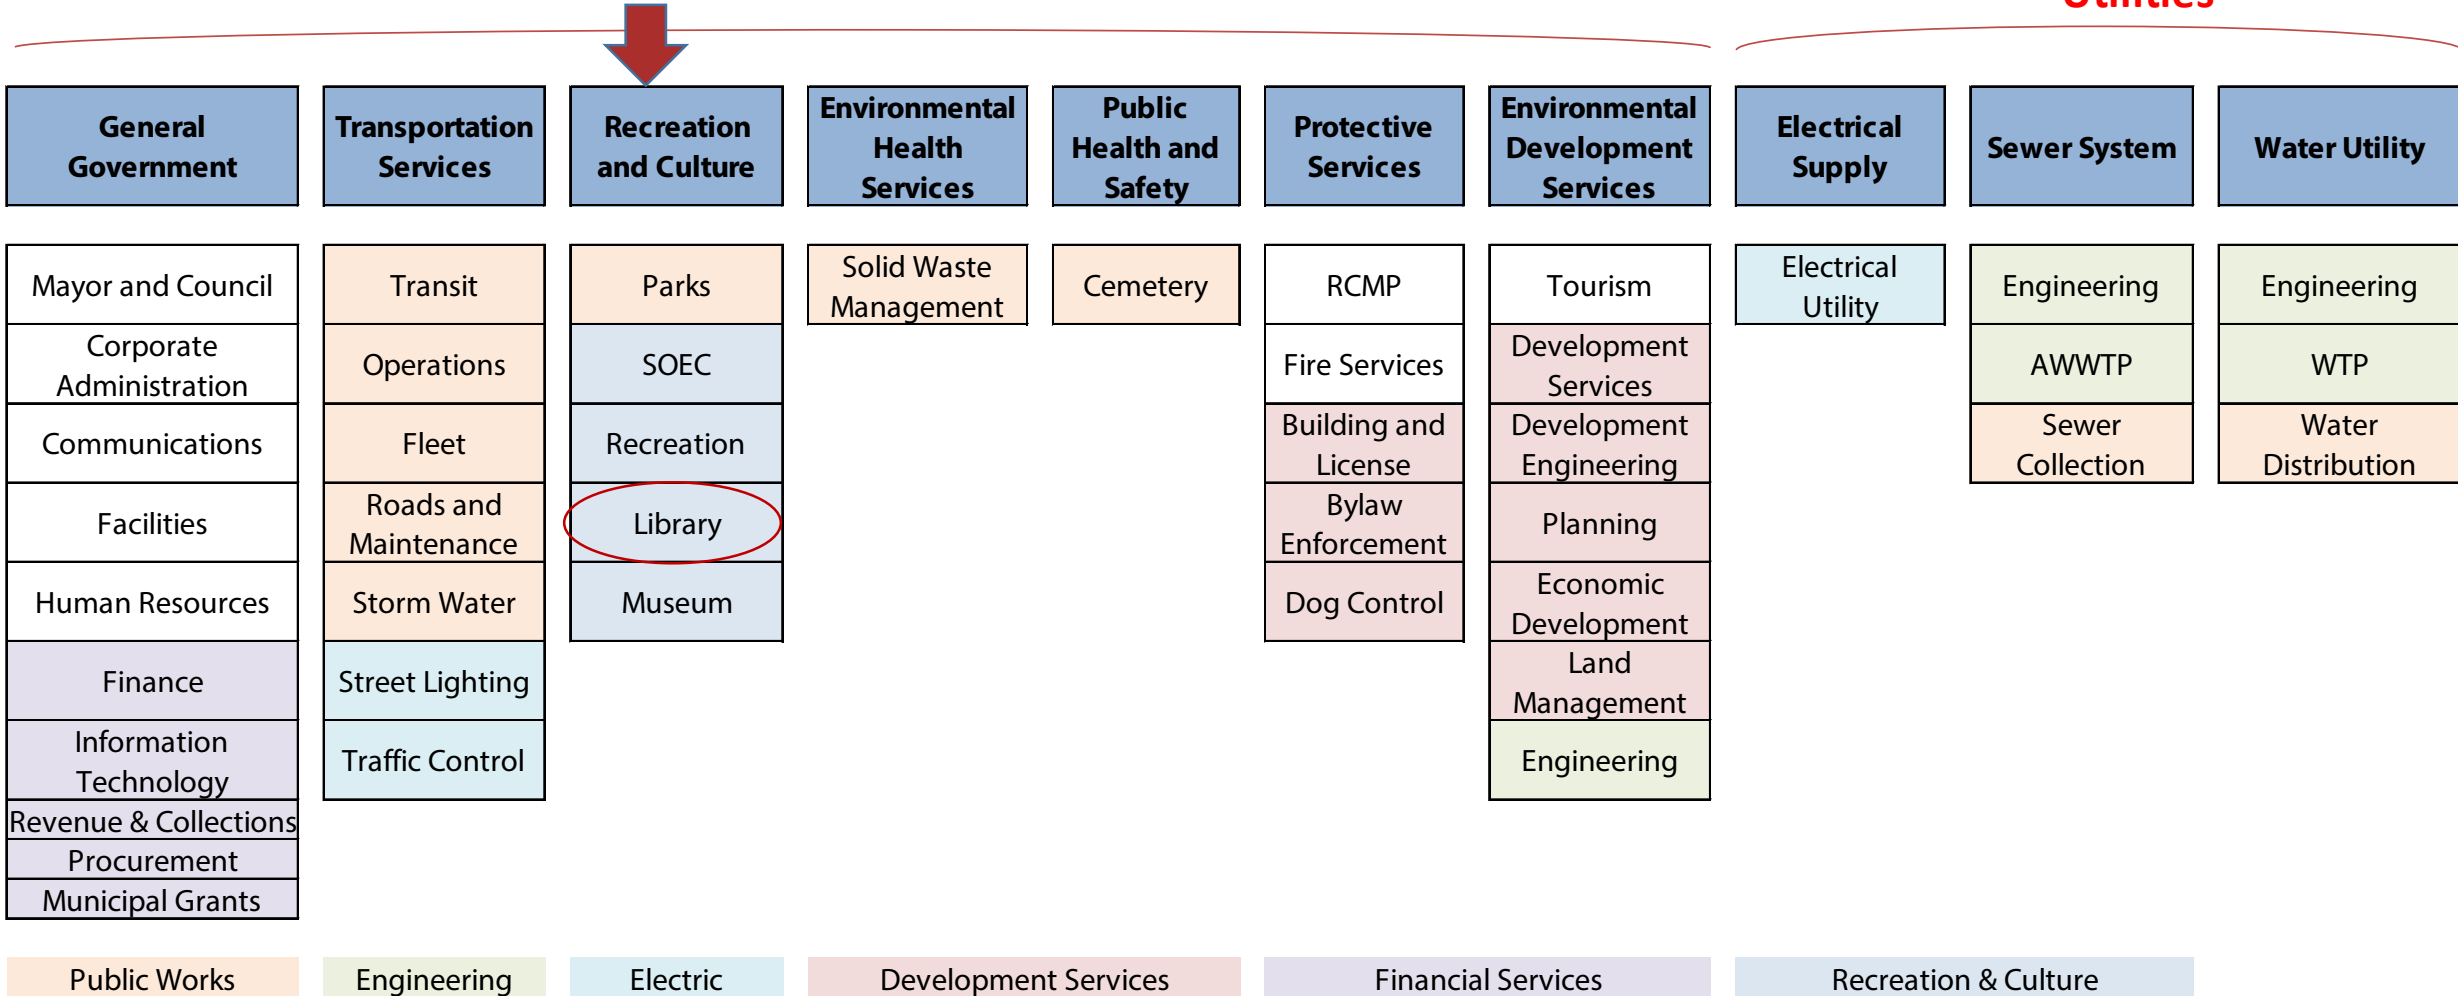 Utilities
General
Government
Transportation
Services
Recreation
and Culture
Environmental
Health
Services
Public
Health and
Safety
Protective
Services
Environmental
Development
Services
Electrical
Supply
Sewer System
Water Utility
Mayor and Council
Corporate
Administration
Communications
Facilities
Human Resources
Finance
Information
Technology
Revenue & Collections
Procurement
Municipal Grants
Transit
Operations
Fleet
Roads and
Maintenance
Storm Water
Street Lighting
Traffic Control
Parks
SOEC
Recreation
Library
Museum
Solid Waste
Management
Cemetery
RCMP
Fire Services
Building and
License
Bylaw
Enforcement
Dog Control
Tourism
Development
Services
Development
Engineering
Planning
Economic
Development
Land
Management
Engineering
Electrical
Utility
Engineering
AWWTP
Sewer
Collection
Engineering
WTP
Water
Distribution
Public Works
Engineering
Electric
Development Services
Financial Services
Recreation & Culture